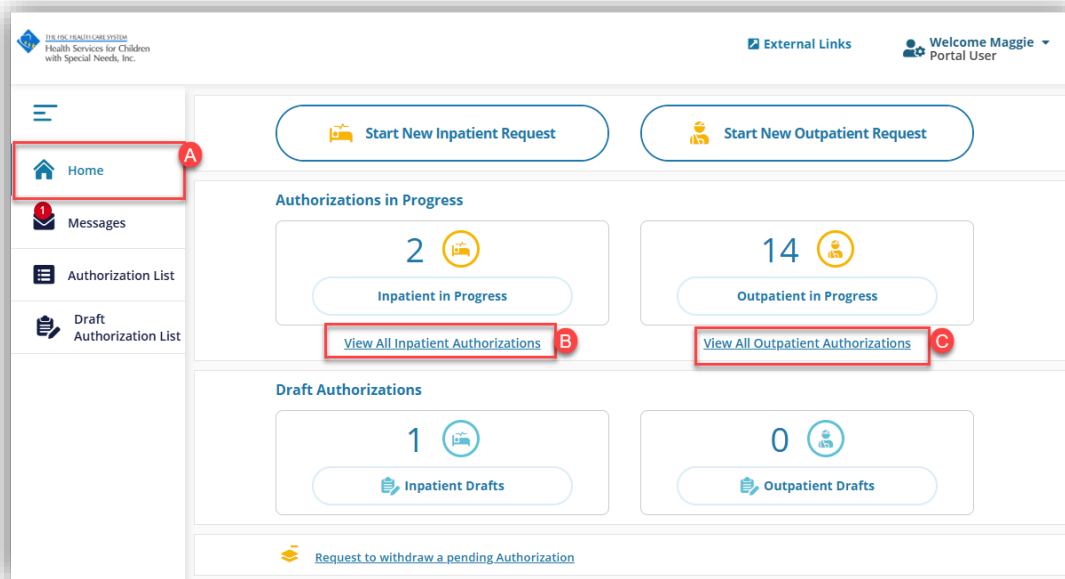 THE HSC HEALTH CARE SYSTEM
Health Services for Children
with Special Needs, Inc.
External Links
Welcome Maggie
Portal User
Start New Inpatient Request
Start New Outpatient Request
A
Home
1
Messages
Authorization List
Draft
Authorization List
Authorizations in Progress
2
14
Inpatient in Progress
Outpatient in Progress
View All Inpatient Authorizations
B
View All Outpatient Authorizations
C
Draft Authorizations
1
0
Inpatient Drafts
Outpatient Drafts
Request to withdraw a pending Authorization